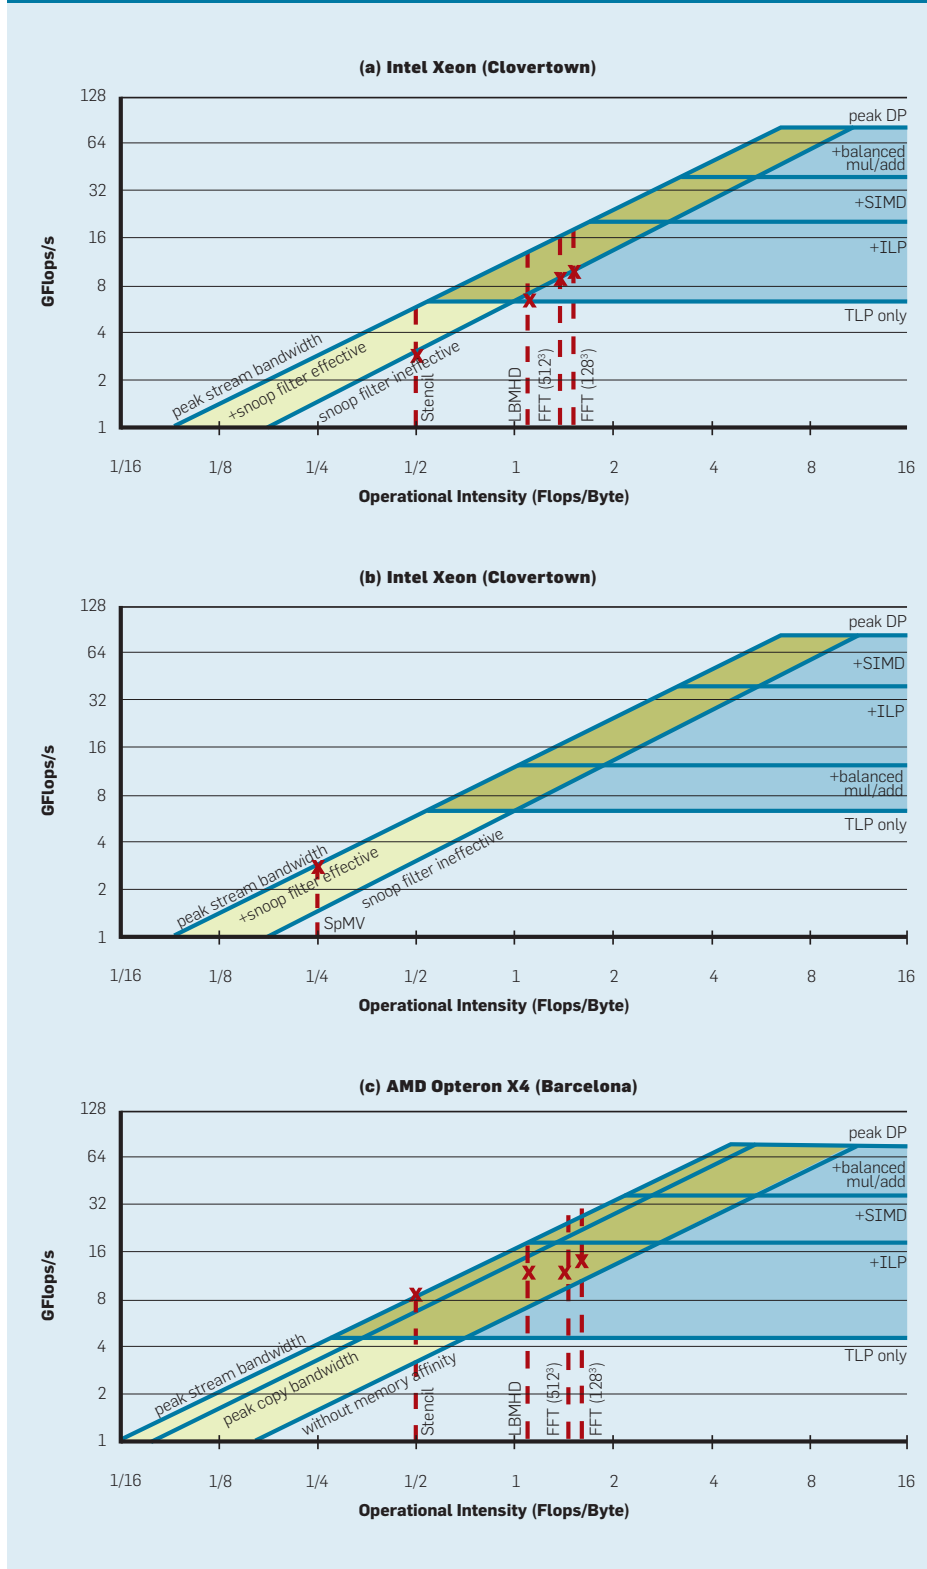 (a) Intel Xeon (Clovertown)
128
64
32
16
8
4
2
1
GFlops/s
peak DP
+balanced
mul/add
+SIMD
+ILP
TLP only
peak stream bandwidth
+snoop filter effective
snoop filter ineffective
Stencil
LBMHD
FFT (512³)
FFT (128³)
1/16
1/8
1/4
1/2
1
2
4
8
16
Operational Intensity (Flops/Byte)
(b) Intel Xeon (Clovertown)
128
64
32
16
8
4
2
1
GFlops/s
peak DP
+SIMD
+ILP
+balanced
mul/add
TLP only
peak stream bandwidth
+snoop filter effective
snoop filter ineffective
SpMV
1/16
1/8
1/4
1/2
1
2
4
8
16
Operational Intensity (Flops/Byte)
(c) AMD Opteron X4 (Barcelona)
128
64
32
16
8
4
2
1
GFlops/s
peak DP
+balanced
mul/add
+SIMD
+ILP
TLP only
peak stream bandwidth
peak copy bandwidth
without memory affinity
Stencil
LBMHD
FFT (512³)
FFT (128³)
1/16
1/8
1/4
1/2
1
2
4
8
16
Operational Intensity (Flops/Byte)